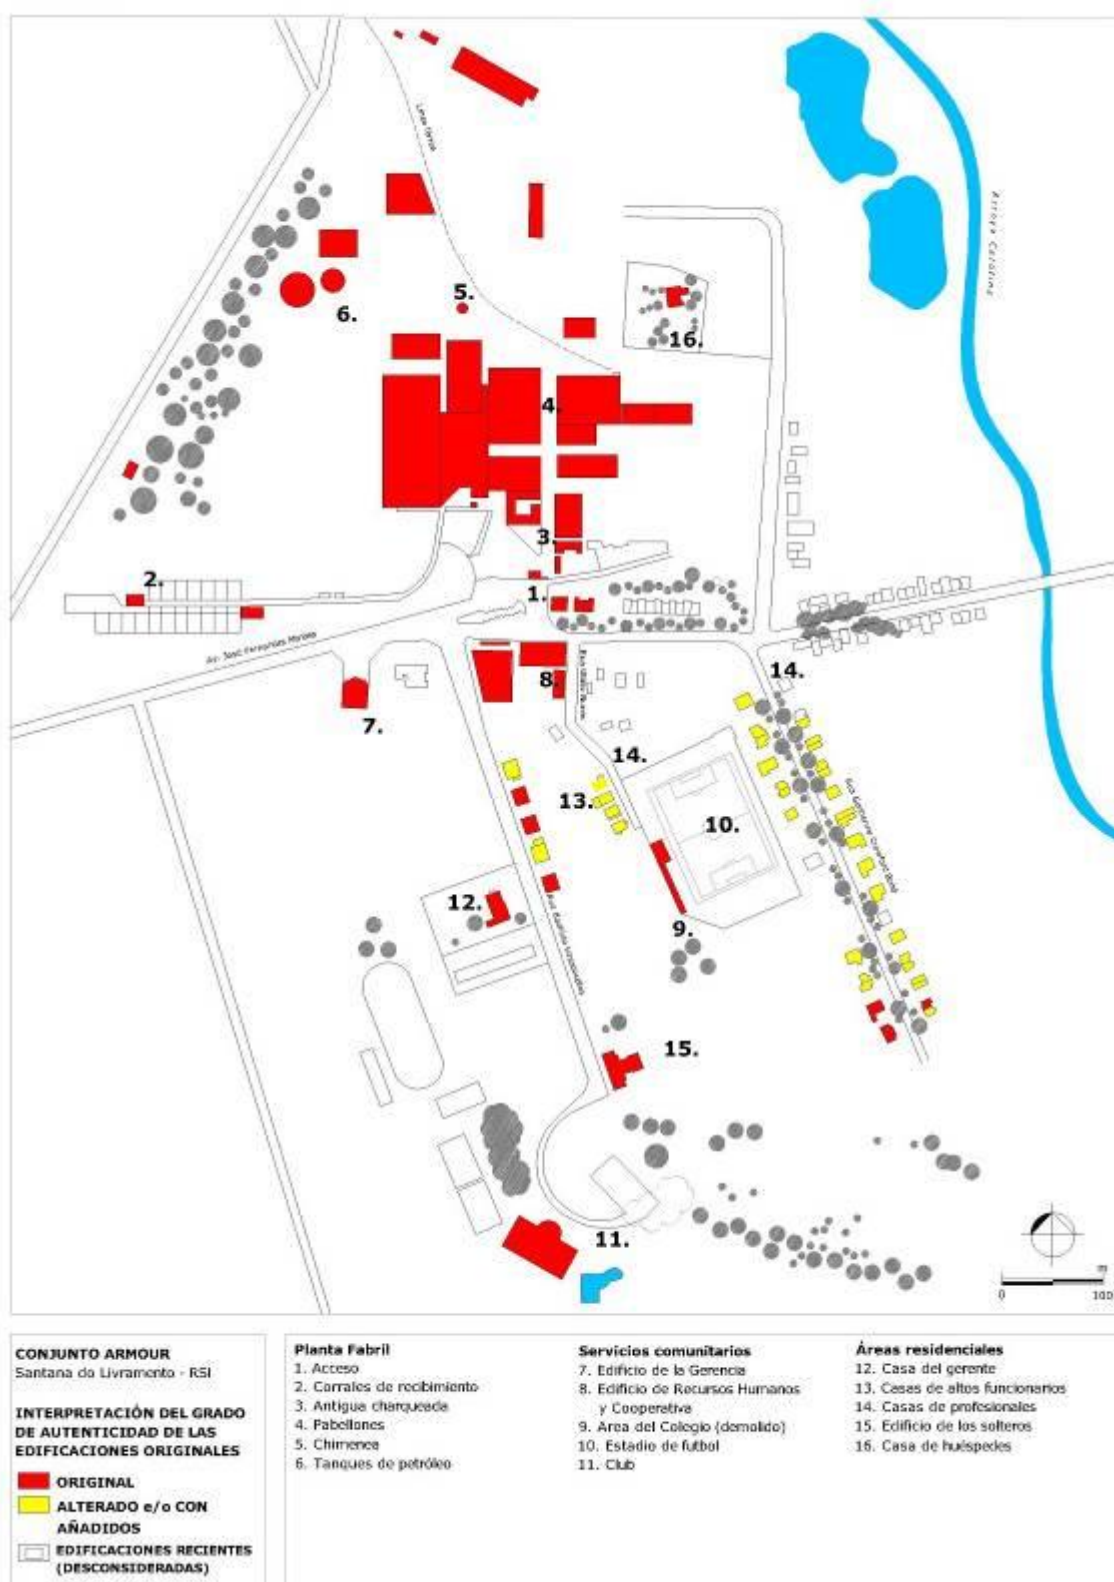 Linea férrea
Arroyo Carolina
5.
6.
16.
4.
3.
2.
1.
14.
8.
7.
14.
13.
10.
12.
9.
15.
11.
m
0 100
CONJUNTO ARMOUR
Santana do Livramento - RSI
INTERPRETACIÓN DEL GRADO
DE AUTENTICIDAD DE LAS
EDIFICACIONES ORIGINALES
ORIGINAL
ALTERADO e/o CON
AÑADIDOS
EDIFICACIONES RECIENTES
(DESCONSIDERADAS)
Planta Fabril
1. Acceso
2. Corrales de recibimiento
3. Antigua charqueada
4. Pabellones
5. Chimenea
6. Tanques de petróleo
Servicios comunitarios
7. Edificio de la Gerencia
8. Edificio de Recursos Humanos
y Cooperativa
9. Area del Colegio (demolido)
10. Estadio de futbol
11. Club
Áreas residenciales
12. Casa del gerente
13. Casas de altos funcionarios
14. Casas de profesionales
15. Edificio de los solteros
16. Casa de huéspedes